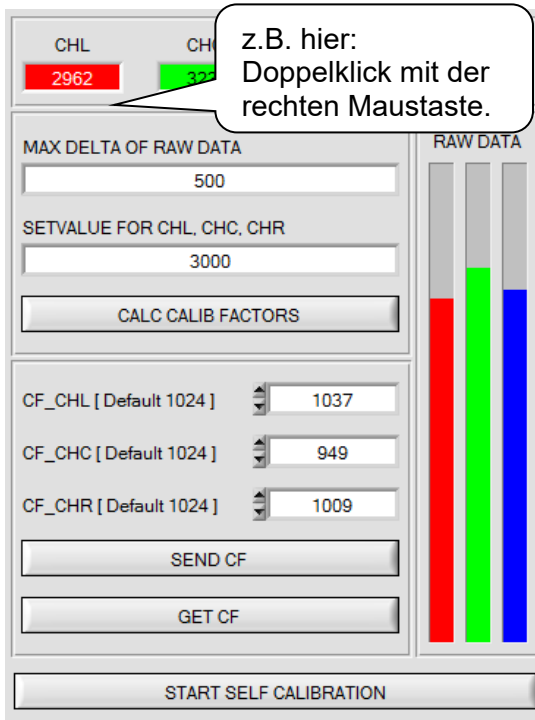 CHL
z.B. hier:
Doppelklick mit der
rechten Maustaste.
2962
MAX DELTA OF RAW DATA
500
SETVALUE FOR CHL, CHC, CHR
3000
CALC CALIB FACTORS
RAW DATA
CF_CHL [ Default 1024 ]
1037
CF_CHC [ Default 1024 ]
949
CF_CHR [ Default 1024 ]
1009
SEND CF
GET CF
START SELF CALIBRATION